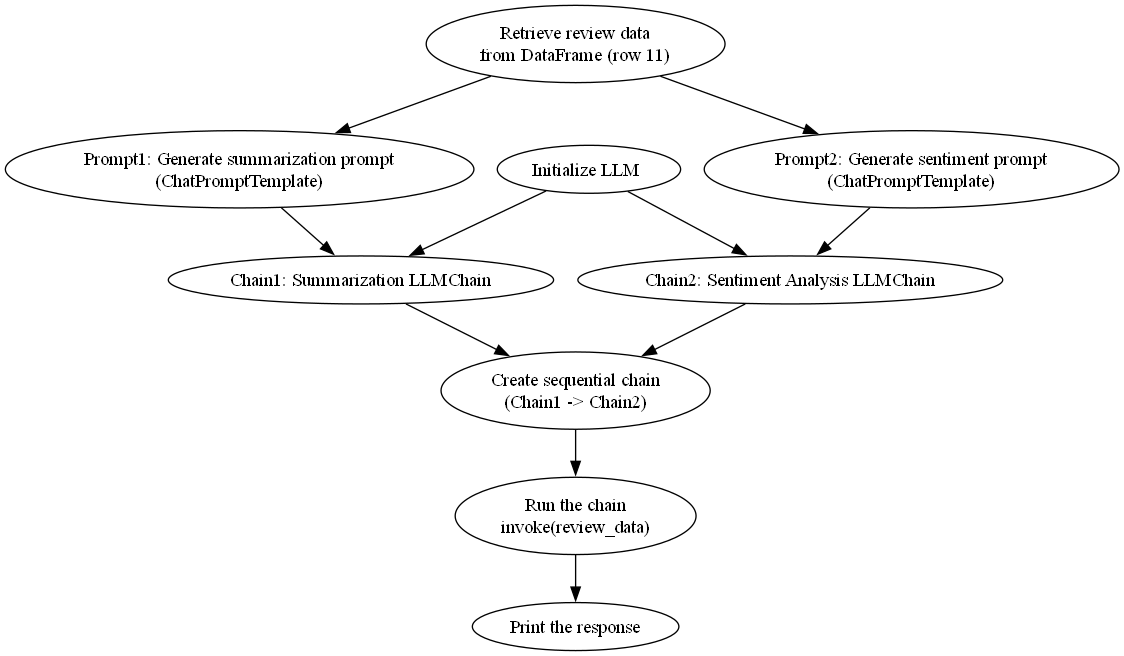 Retrieve review data
from DataFrame (row 11)
Prompt1: Generate summarization prompt
(ChatPromptTemplate)
Initialize LLM
Prompt2: Generate sentiment prompt
(ChatPromptTemplate)
Chain1: Summarization LLMChain
Chain2: Sentiment Analysis LLMChain
Create sequential chain
(Chain1 -> Chain2)
Run the chain
invoke(review_data)
Print the response